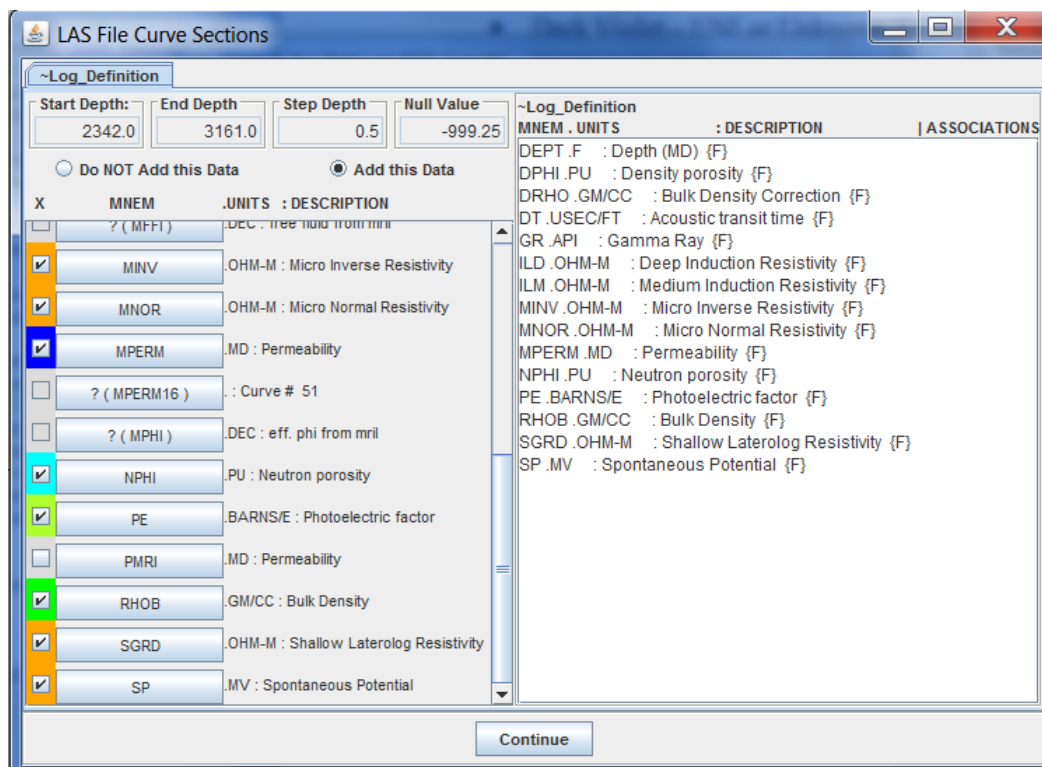 LAS File Curve Sections
~Log_Definition
Start Depth: End Depth Step Depth Null Value
2342.0 3161.0 0.5 -999.25
Do NOT Add this Data Add this Data
X MNEM .UNITS : DESCRIPTION
? ( MFFI ) .DEC : free fluid from mril
MINV .OHM-M : Micro Inverse Resistivity
MNOR .OHM-M : Micro Normal Resistivity
MPERM .MD : Permeability
? ( MPERM16 ) . : Curve # 51
? ( MPHI ) .DEC : eff. phi from mril
NPHI .PU : Neutron porosity
PE .BARNS/E : Photoelectric factor
PMRI .MD : Permeability
RHOB .GM/CC : Bulk Density
SGRD .OHM-M : Shallow Laterolog Resistivity
SP .MV : Spontaneous Potential
~Log_Definition
MNEM . UNITS : DESCRIPTION | ASSOCIATIONS
DEPT .F : Depth (MD) {F}
DPHI .PU : Density porosity {F}
DRHO .GM/CC : Bulk Density Correction {F}
DT .USEC/FT : Acoustic transit time {F}
GR .API : Gamma Ray {F}
ILD .OHM-M : Deep Induction Resistivity {F}
ILM .OHM-M : Medium Induction Resistivity {F}
MINV .OHM-M : Micro Inverse Resistivity {F}
MNOR .OHM-M : Micro Normal Resistivity {F}
MPERM .MD : Permeability {F}
NPHI .PU : Neutron porosity {F}
PE .BARNS/E : Photoelectric factor {F}
RHOB .GM/CC : Bulk Density {F}
SGRD .OHM-M : Shallow Laterolog Resistivity {F}
SP .MV : Spontaneous Potential {F}
Continue